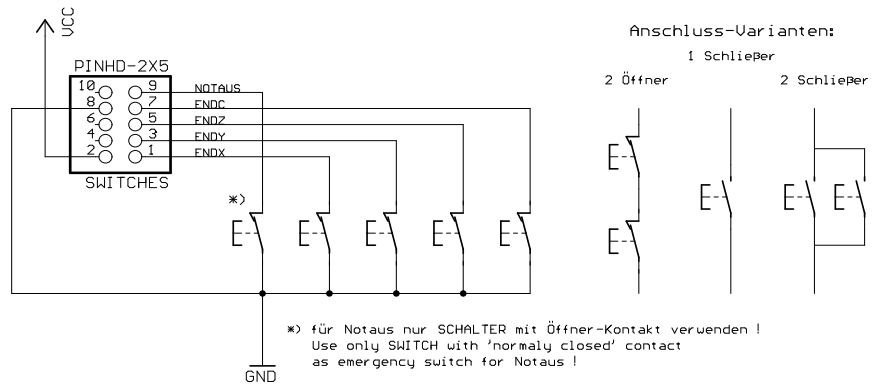 VCC
Anschluss-Varianten:
1 Schließer
2 Öffner
2 Schließer
PINHD-2X5
10 9 NOTAUS
8 7 ENDC
6 5 ENDZ
4 3 ENDY
2 1 ENDX
SWITCHES
*)
*) für Notaus nur SCHALTER mit Öffner-Kontakt verwenden !
Use only SWITCH with 'normaly closed' contact
as emergency switch for Notaus !
GND